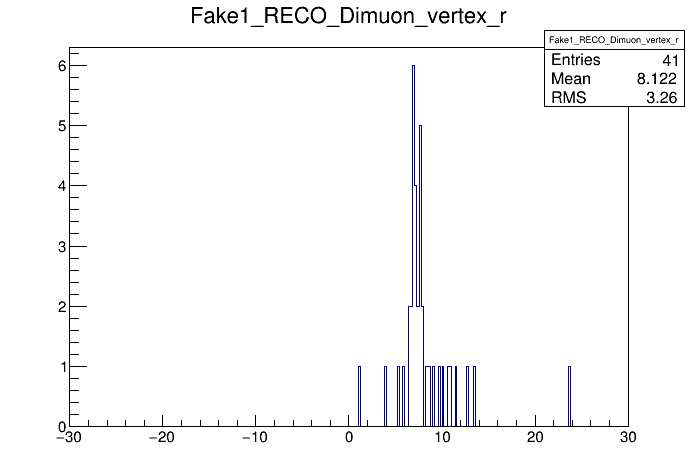 Fake1_RECO_Dimuon_vertex_r
Fake1_RECO_Dimuon_vertex_r
Entries 41
Mean 8.122
RMS 3.26
6
5
4
3
2
1
0
−30 −20 −10 0 10 20 30